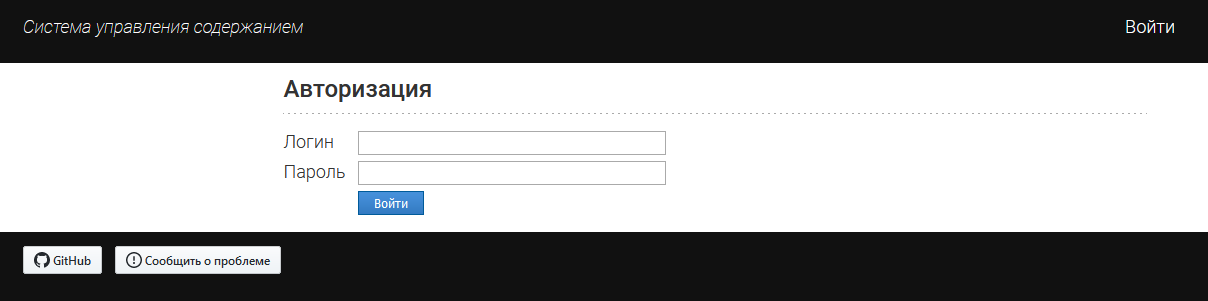 Система управления содержанием
Войти
Авторизация
Логин
Пароль
Войти
GitHub
Сообщить о проблеме